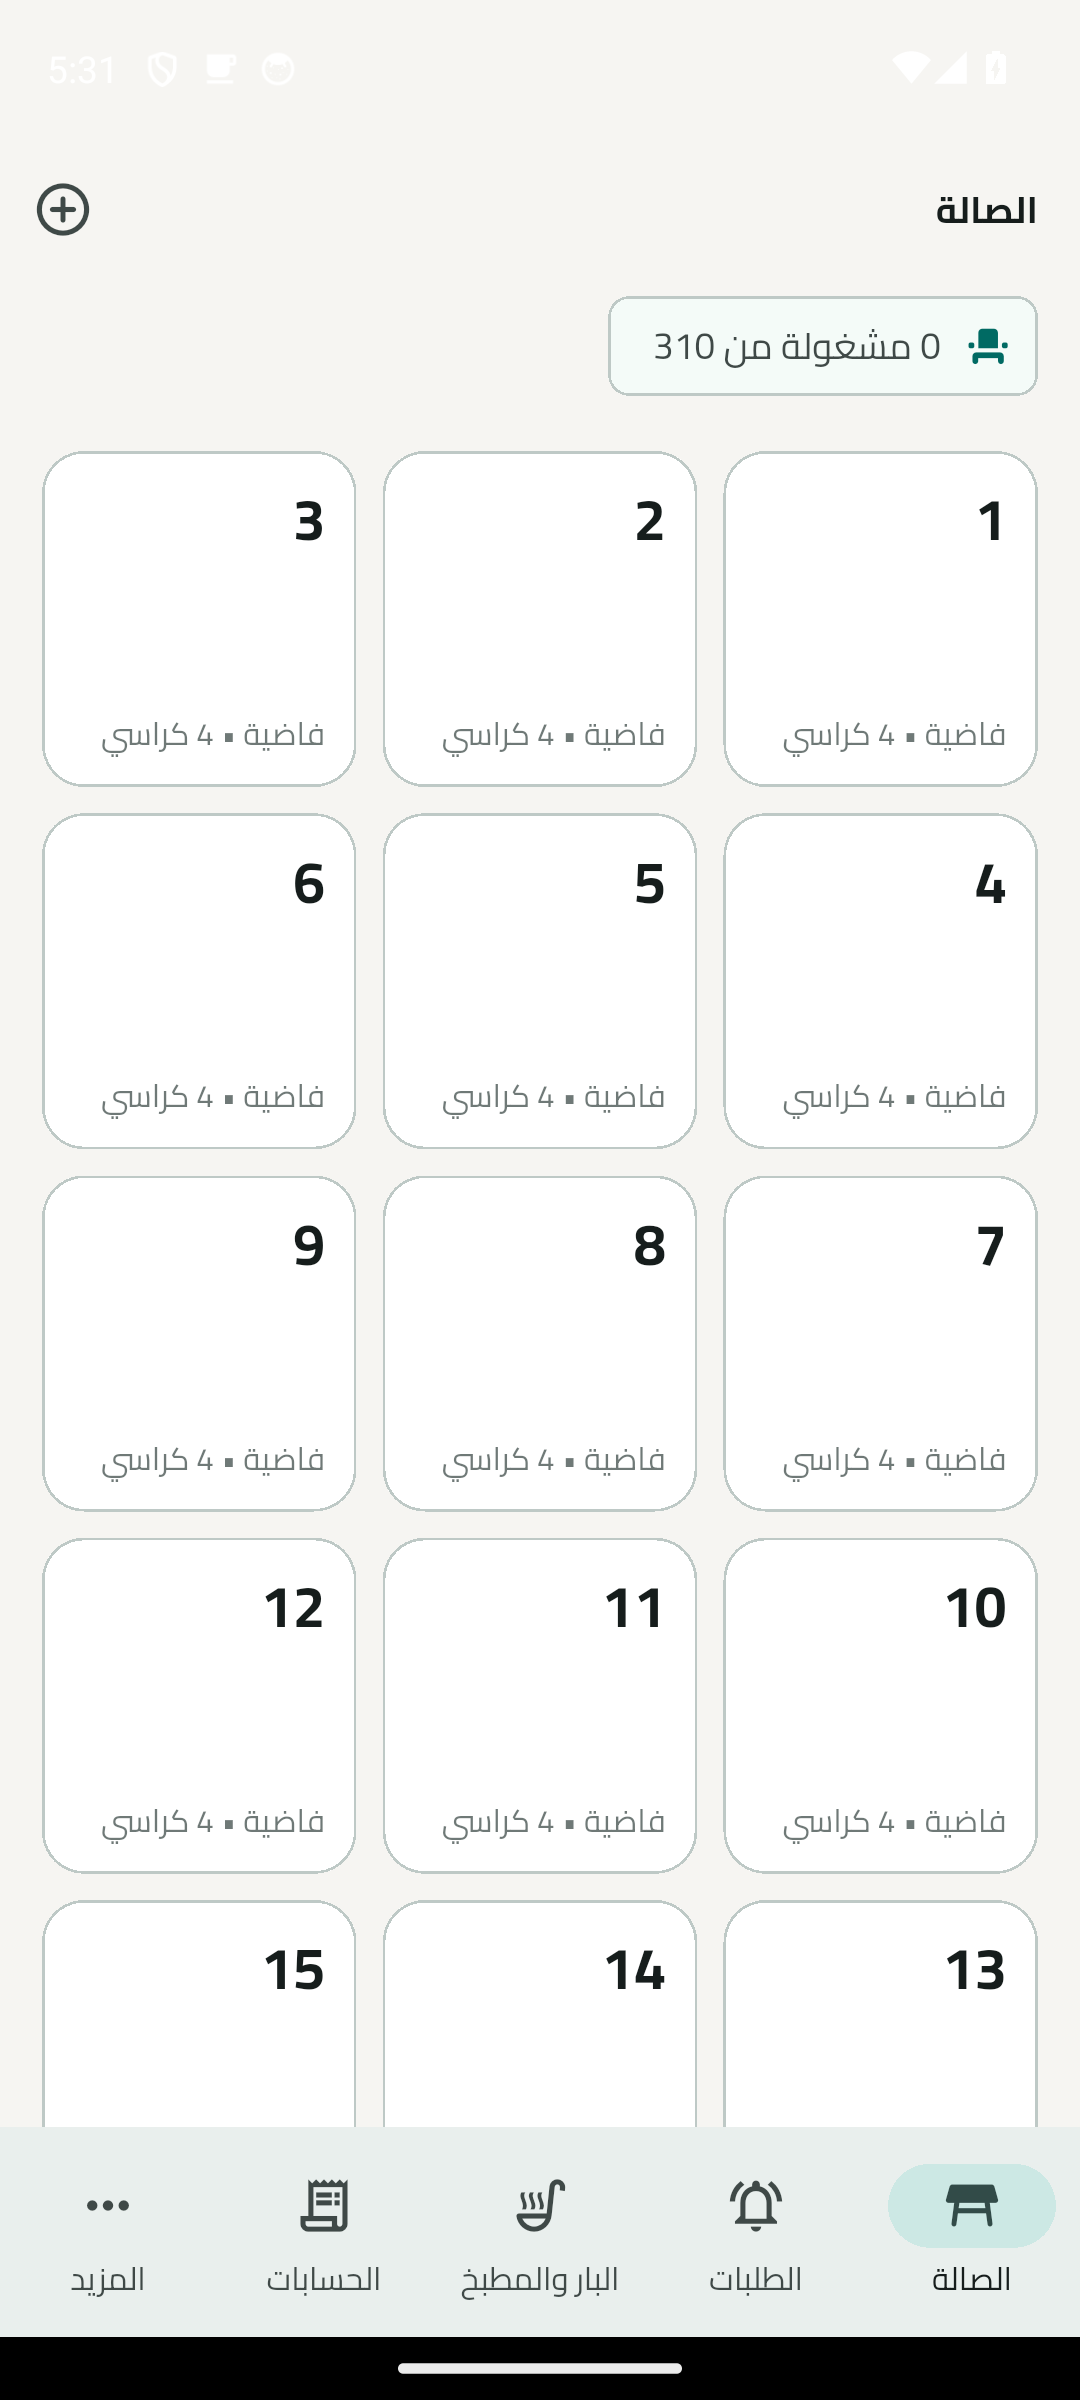 5:31
الصالة
0 مشغولة من 310
1
2
3
فاضية • 4 كراسي
فاضية • 4 كراسي
فاضية • 4 كراسي
4
5
6
فاضية • 4 كراسي
فاضية • 4 كراسي
فاضية • 4 كراسي
7
8
9
فاضية • 4 كراسي
فاضية • 4 كراسي
فاضية • 4 كراسي
10
11
12
فاضية • 4 كراسي
فاضية • 4 كراسي
فاضية • 4 كراسي
13
14
15
الصالة
الطلبات
البار والمطبخ
الحسابات
المزيد